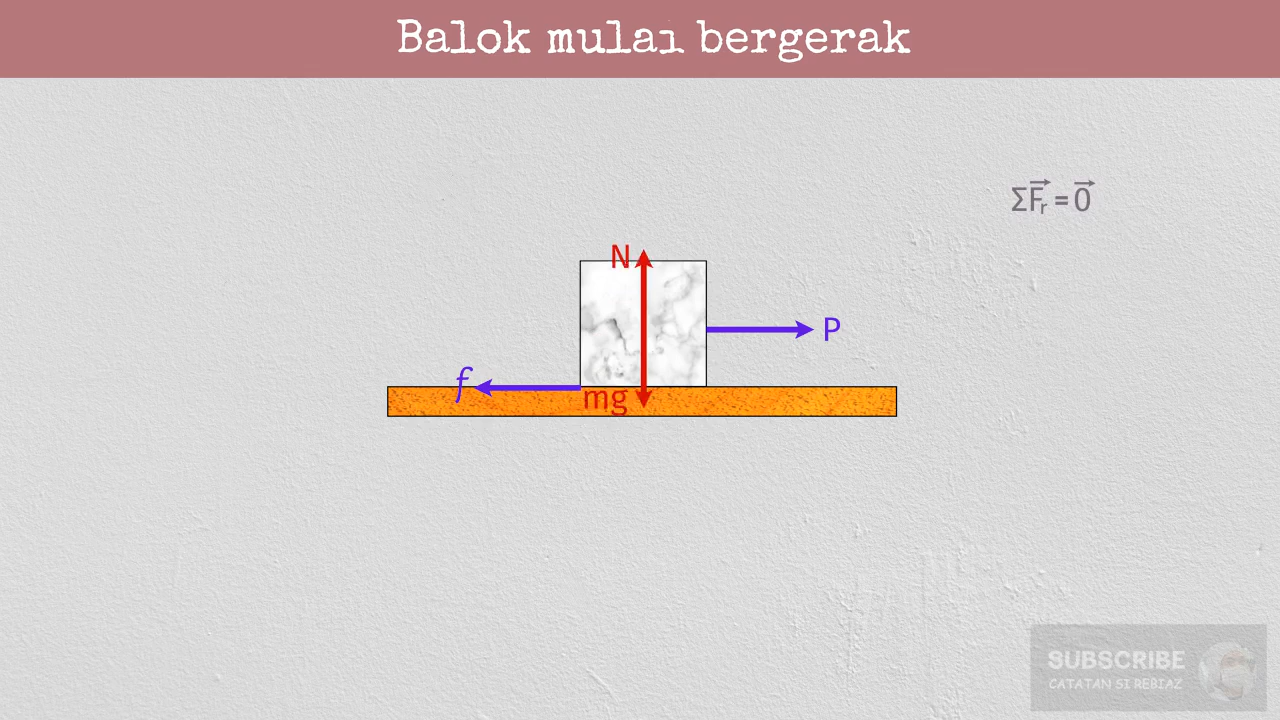 Balok mulai bergerak
ΣF⃗ᵣ = 0⃗
N
P
f
mg
SUBSCRIBE
CATATAN SI REBIAZ